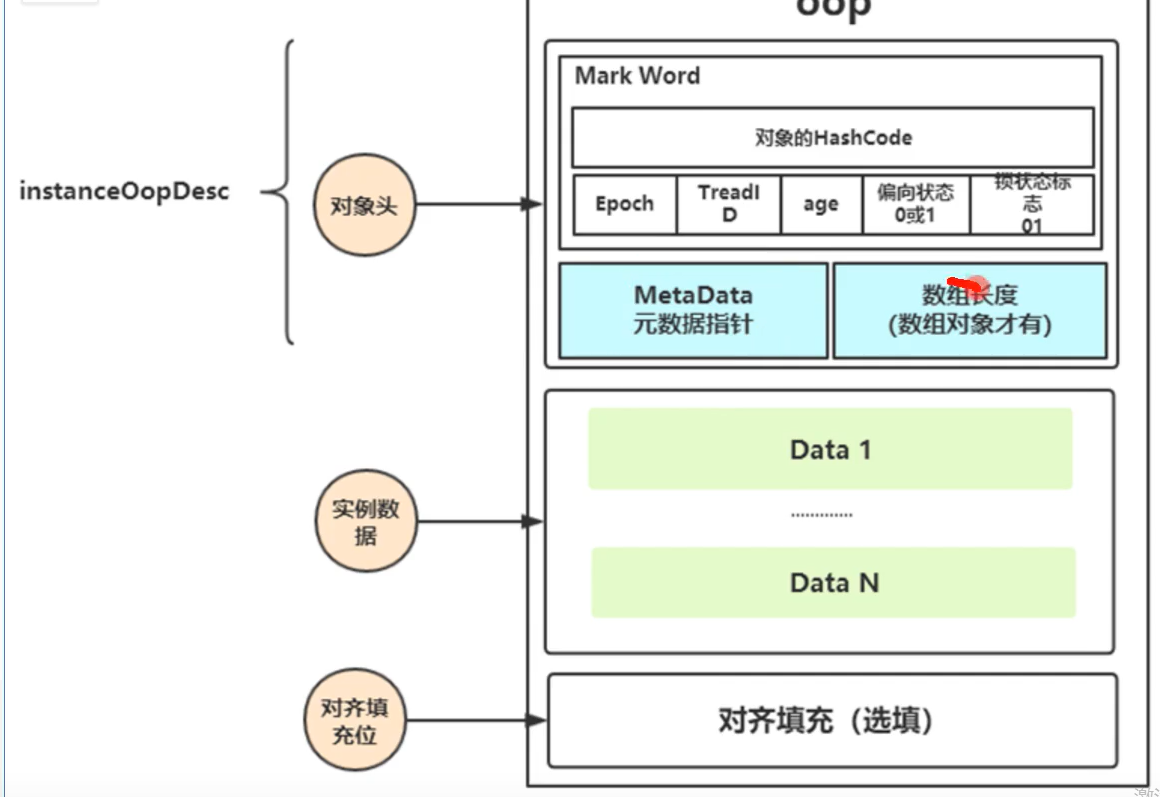 oop
Mark Word
对象的HashCode
instanceOopDesc
对象头
Epoch
TreadI
D
age
偏向状态
0或1
锁状态标
志
01
MetaData
元数据指针
数组长度
(数组对象才有)
Data 1
.............
实例数
据
Data N
对齐填
充位
对齐填充（选填）